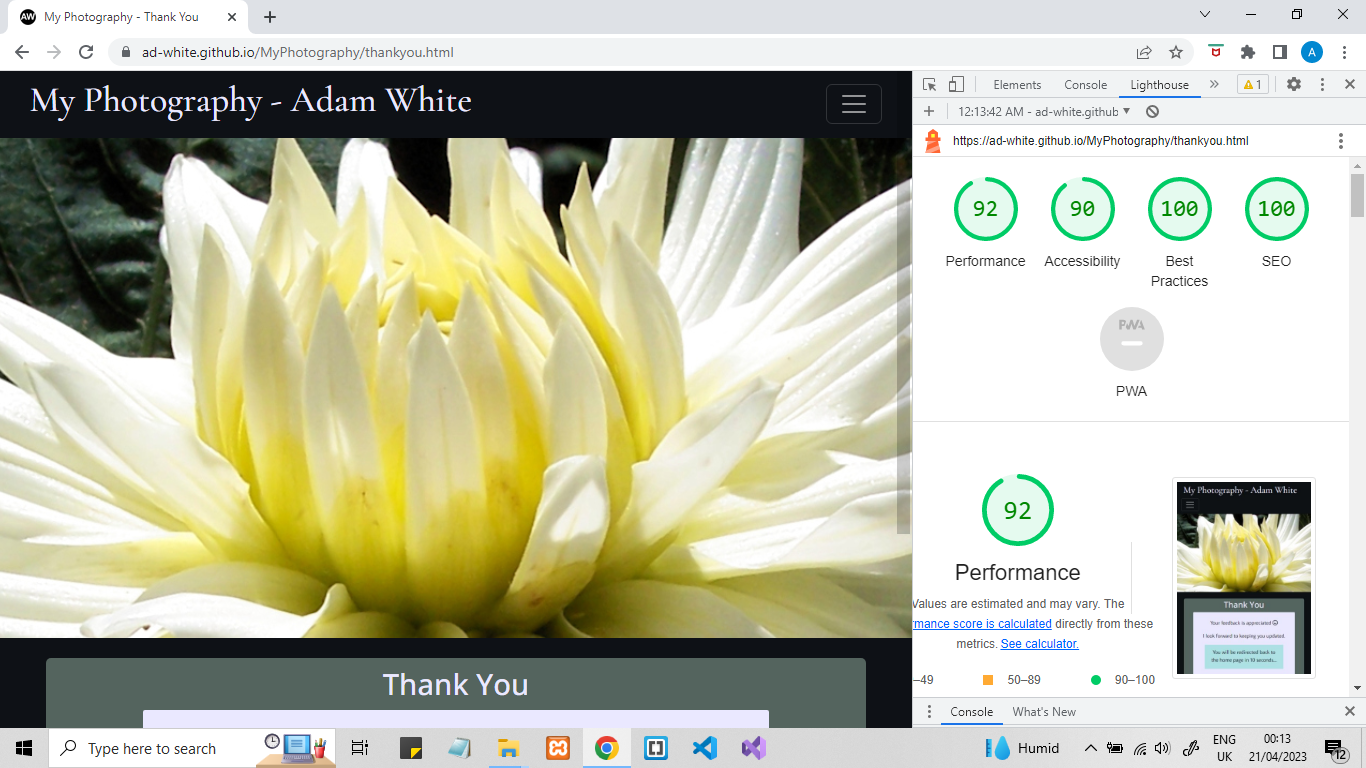 AW My Photography - Thank You
ad-white.github.io/MyPhotography/thankyou.html
A
My Photography - Adam White
Thank You
Elements Console Lighthouse 1
12:13:42 AM - ad-white.github
https://ad-white.github.io/MyPhotography/thankyou.html
92 90 100 100
Performance Accessibility Best Practices SEO
PWA
PWA
92
Performance
Values are estimated and may vary. The
rmance score is calculated directly from these
metrics. See calculator.
–49 50–89 90–100
My Photography - Adam White
Thank You
Your feedback is appreciated
I look forward to keeping you updated.
You will be redirected back to
the home page in 10 seconds...
Console What's New
Type here to search
Humid
ENG
UK
00:13
21/04/2023
12